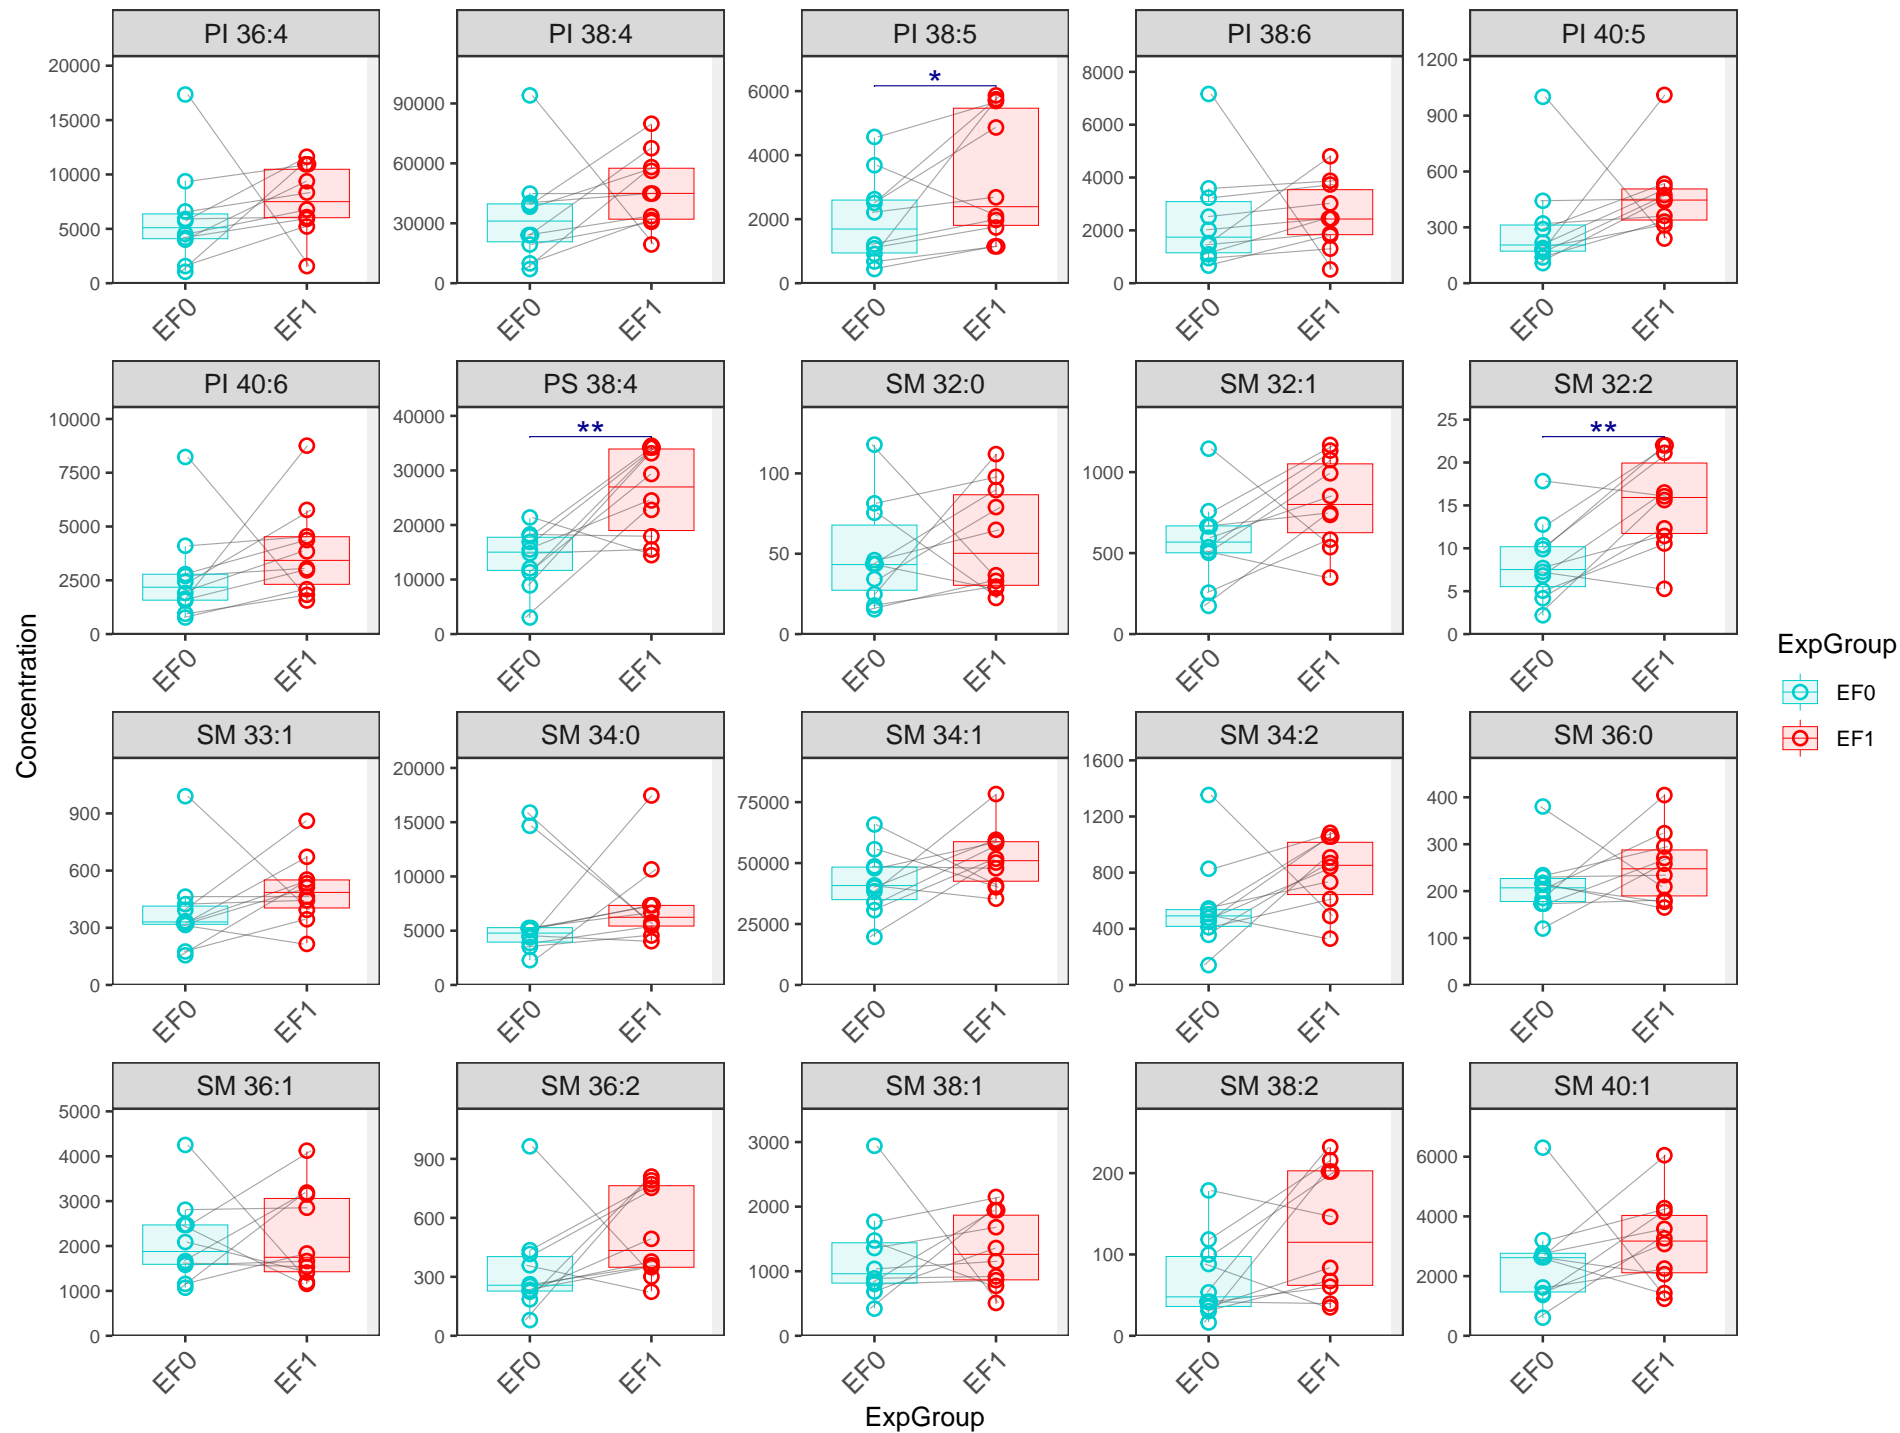 PI 36:4 PI 38:4 PI 38:5 PI 38:6 PI 40:5
20000 15000 10000 5000 0
90000 60000 30000 0
6000 4000 2000 0
*
8000 6000 4000 2000 0
1200 900 600 300 0
EF0 EF1 EF0 EF1 EF0 EF1 EF0 EF1 EF0 EF1
PI 40:6 PS 38:4 SM 32:0 SM 32:1 SM 32:2
10000 7500 5000 2500 0
40000 30000 20000 10000 0
**
100 50 0
1000 500 0
25 20 15 10 5 0
**
EF0 EF1 EF0 EF1 EF0 EF1 EF0 EF1 EF0 EF1
SM 33:1 SM 34:0 SM 34:1 SM 34:2 SM 36:0
900 600 300 0
20000 15000 10000 5000 0
75000 50000 25000 0
1600 1200 800 400 0
400 300 200 100 0
EF0 EF1 EF0 EF1 EF0 EF1 EF0 EF1 EF0 EF1
SM 36:1 SM 36:2 SM 38:1 SM 38:2 SM 40:1
5000 4000 3000 2000 1000 0
900 600 300 0
3000 2000 1000 0
200 100 0
6000 4000 2000 0
EF0 EF1 EF0 EF1 EF0 EF1 EF0 EF1 EF0 EF1
Concentration
ExpGroup
ExpGroup
EF0
EF1